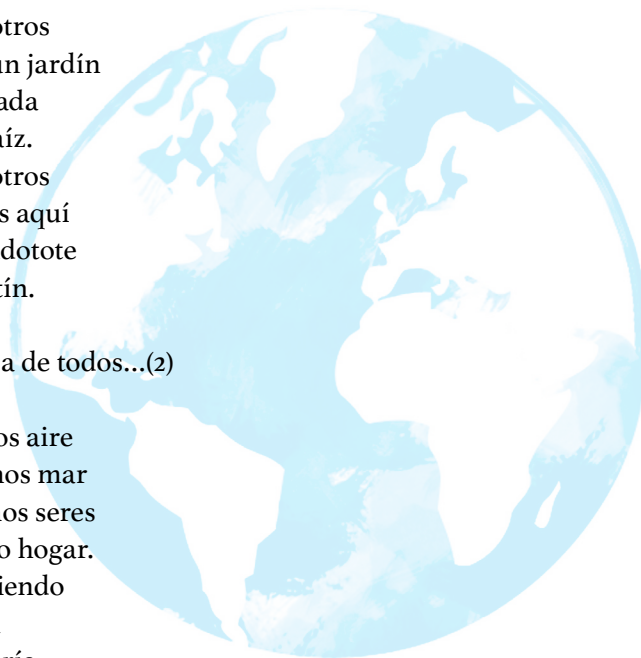 otros
un jardín
ada
aíz.
otros
s aquí
dotote
tín.
a de todos...(2)
os aire
nos mar
os seres
o hogar.
iendo